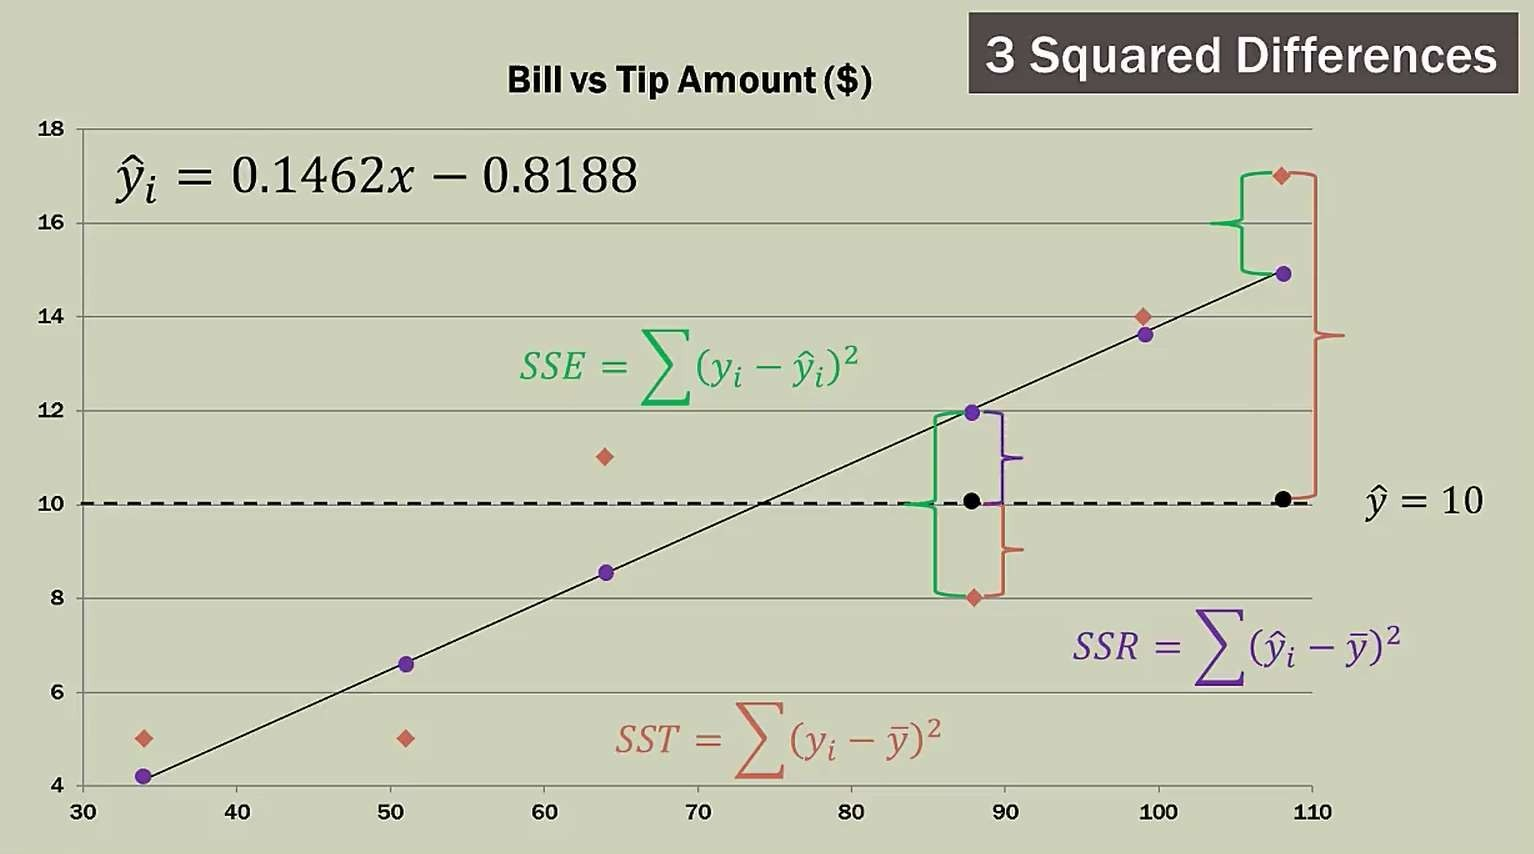 3 Squared Differences
Bill vs Tip Amount ($)
18
ŷᵢ = 0.1462x − 0.8188
16
14
SSE = ∑(yᵢ − ŷᵢ)²
12
10
ŷ = 10
8
SSR = ∑(ŷᵢ − ȳ)²
6
SST = ∑(yᵢ − ȳ)²
4
30 40 50 60 70 80 90 100 110